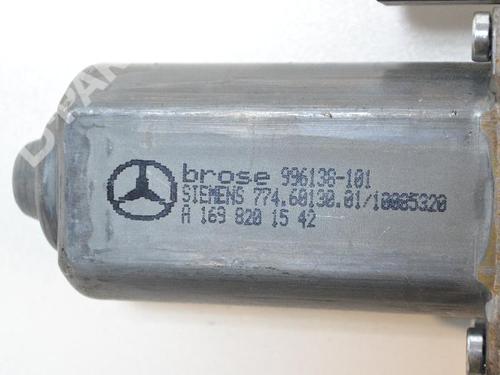 brose 996138-101
SIEMENS 774.60130.01/10085320
A 169 820 15 42